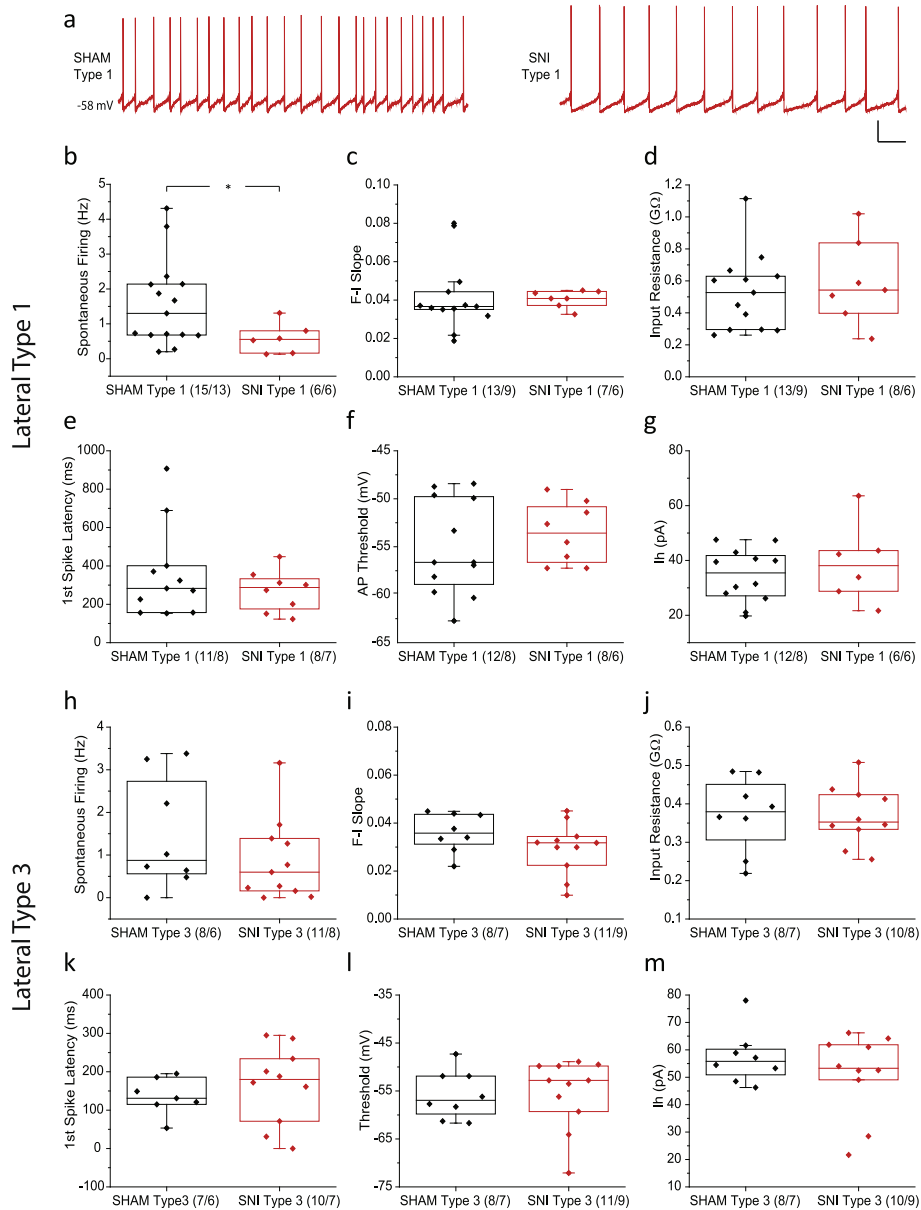 a
SHAM
Type 1
-58 mV
SNI
Type 1
Lateral Type 1
b
Spontaneous Firing (Hz)
5
4
3
2
1
0
*
SHAM Type 1 (15/13)
SNI Type 1 (6/6)
c
F-I Slope
0.10
0.08
0.06
0.04
0.02
0.00
SHAM Type 1 (13/9)
SNI Type 1 (7/6)
d
Input Resistance (GΩ)
1.2
1.0
0.8
0.6
0.4
0.2
0.0
SHAM Type 1 (13/9)
SNI Type 1 (8/6)
e
1st Spike Latency (ms)
1000
800
600
400
200
0
SHAM Type 1 (11/8)
SNI Type 1 (8/7)
f
AP Threshold (mV)
-45
-50
-55
-60
-65
SHAM Type 1 (12/8)
SNI Type 1 (8/6)
g
Ih (pA)
80
60
40
20
SHAM Type 1 (12/8)
SNI Type 1 (6/6)
Lateral Type 3
h
Spontaneous Firing (Hz)
4
3
2
1
0
SHAM Type 3 (8/6)
SNI Type 3 (11/8)
i
F-I Slope
0.08
0.06
0.04
0.02
0.00
SHAM Type 3 (8/7)
SNI Type 3 (11/9)
j
Input Resistance (GΩ)
0.6
0.5
0.4
0.3
0.2
0.1
SHAM Type 3 (8/7)
SNI Type 3 (10/8)
k
1st Spike Latency (ms)
400
300
200
100
0
-100
SHAM Type3 (7/6)
SNI Type 3 (10/7)
l
Threshold (mV)
-35
-45
-55
-65
-75
SHAM Type 3 (8/7)
SNI Type 3 (11/9)
m
Ih (pA)
90
80
70
60
50
40
30
20
10
SHAM Type 3 (8/7)
SNI Type 3 (10/9)